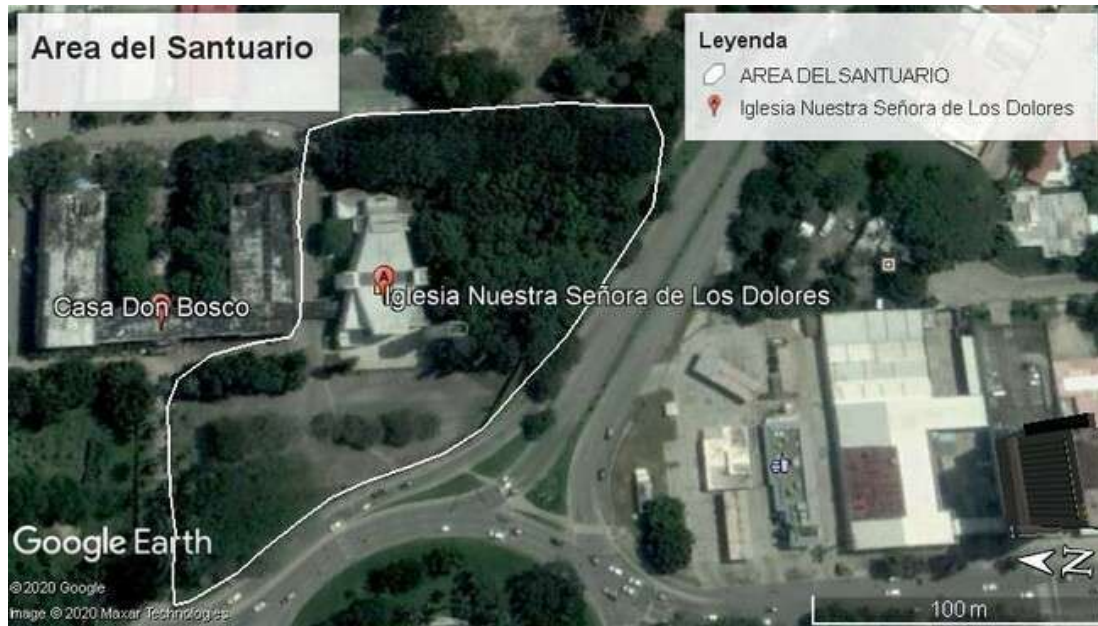 Area del Santuario
Leyenda
AREA DEL SANTUARIO
Iglesia Nuestra Señora de Los Dolores
A
Iglesia Nuestra Señora de Los Dolores
Casa Don Bosco
Google Earth
©2020 Google
Image © 2020 Maxar Technologies
N
100 m